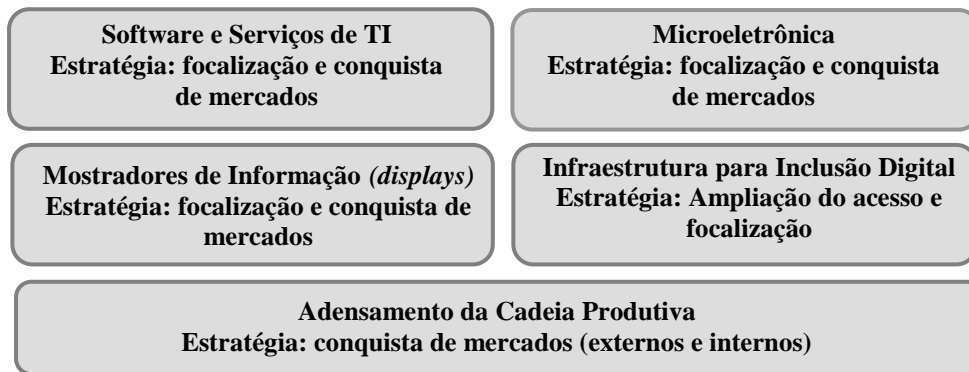 Software e Serviços de TI
Estratégia: focalização e conquista
de mercados
Microeletrônica
Estratégia: focalização e conquista
de mercados
Mostradores de Informação (displays)
Estratégia: focalização e conquista de
mercados
Infraestrutura para Inclusão Digital
Estratégia: Ampliação do acesso e
focalização
Adensamento da Cadeia Produtiva
Estratégia: conquista de mercados (externos e internos)